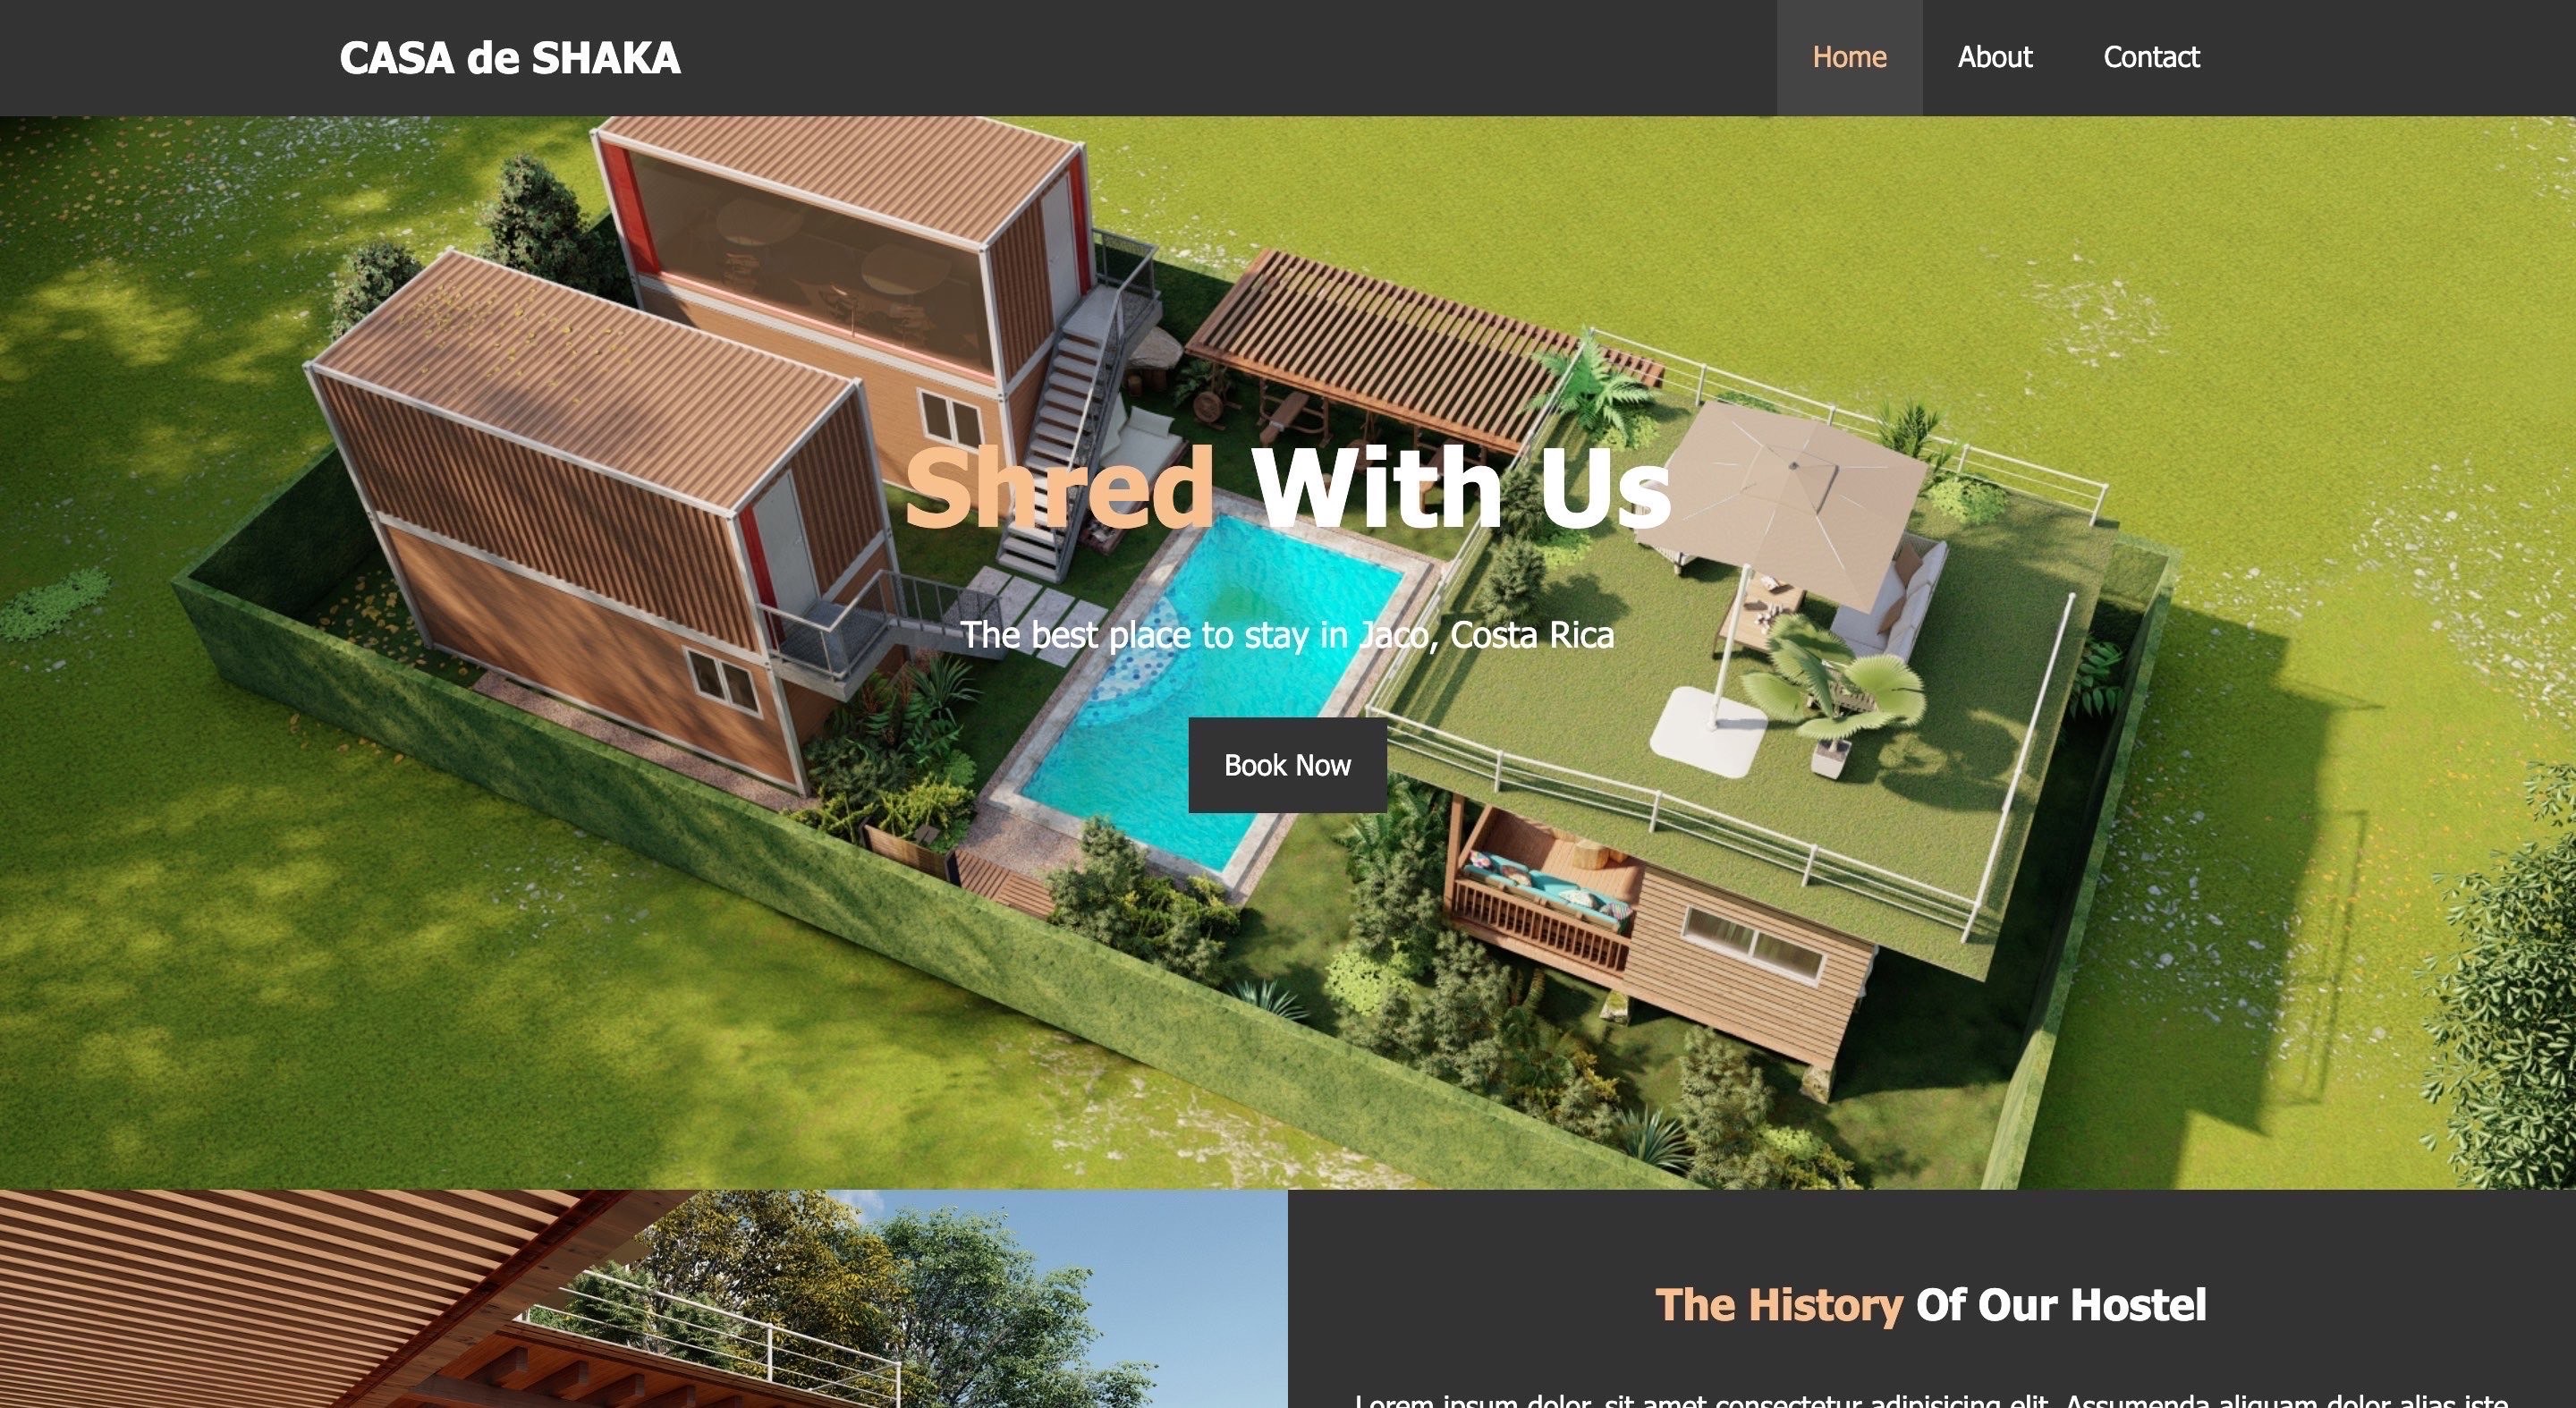 CASA de SHAKA
Home About Contact
Shred With Us
The best place to stay in Jaco, Costa Rica
Book Now
The History Of Our Hostel
Lorem ipsum dolor, sit amet consectetur adipisicing elit. Assumenda aliquam dolor alias iste